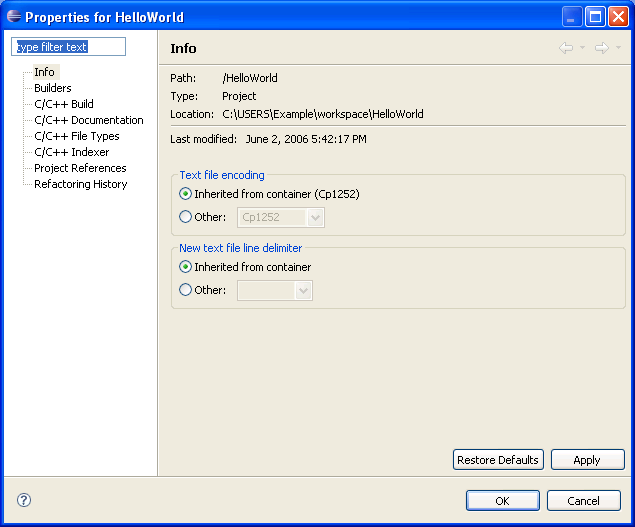 Properties for HelloWorld
type filter text
Info
Builders
C/C++ Build
C/C++ Documentation
C/C++ File Types
C/C++ Indexer
Project References
Refactoring History
Info
Path: /HelloWorld
Type: Project
Location: C:\USERS\Example\workspace\HelloWorld
Last modified: June 2, 2006 5:42:17 PM
Text file encoding
Inherited from container (Cp1252)
Other: Cp1252
New text file line delimiter
Inherited from container
Other:
Restore Defaults Apply
? OK Cancel